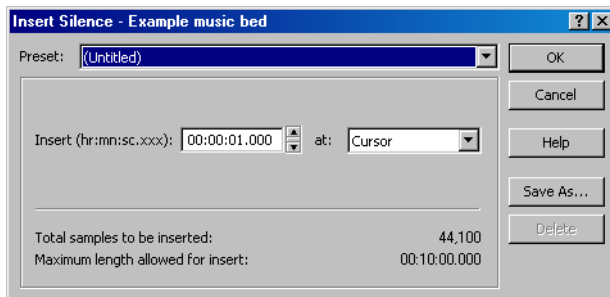 Insert Silence - Example music bed
Preset: (Untitled)
OK
Cancel
Insert (hr:mn:sc.xxx): 00:00:01.000 at: Cursor
Help
Save As...
Delete
Total samples to be inserted: 44,100
Maximum length allowed for insert: 00:10:00.000